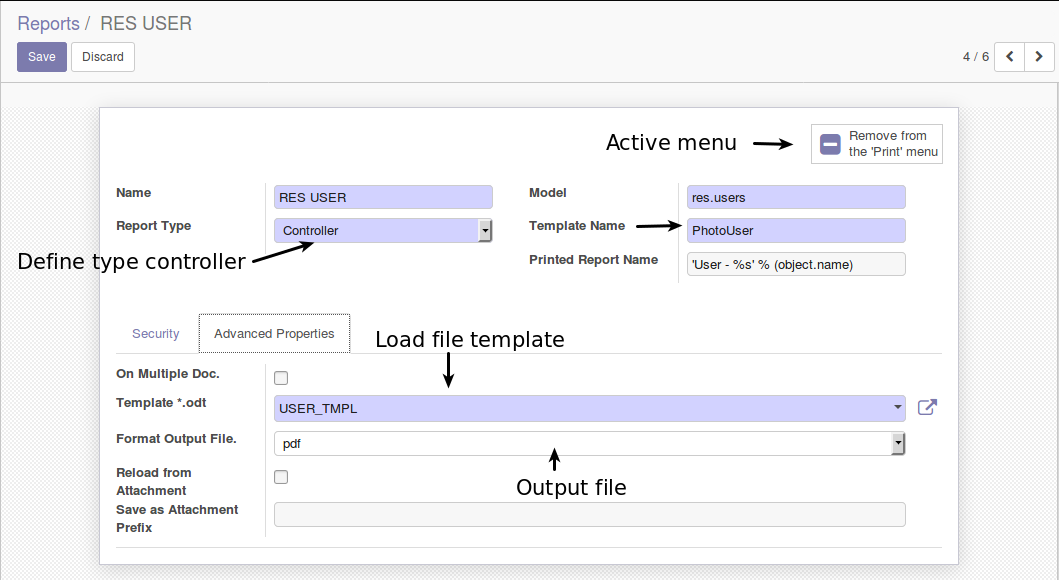 Reports / RES USER
Save Discard 4 / 6
Active menu
Remove from
the 'Print' menu
Name RES USER
Model res.users
Report Type Controller
Template Name PhotoUser
Define type controller
Printed Report Name 'User - %s' % (object.name)
Security Advanced Properties
Load file template
On Multiple Doc.
Template *.odt USER_TMPL
Format Output File. pdf
Reload from
Attachment
Output file
Save as Attachment
Prefix